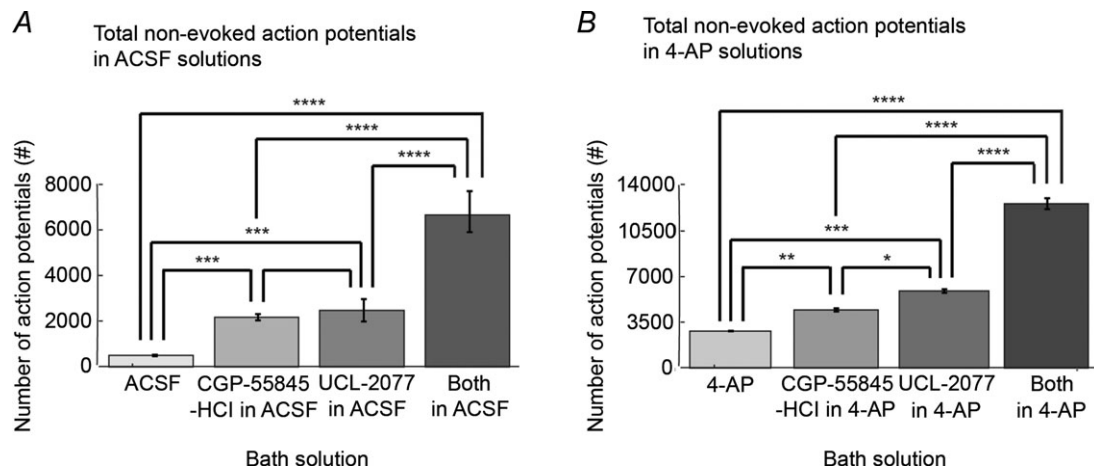 A
Total non-evoked action potentials
in ACSF solutions
****
****
****
***
***
Number of action potentials (#)
8000
6000
4000
2000
0
ACSF
CGP-55845
-HCl in ACSF
UCL-2077
in ACSF
Both
in ACSF
Bath solution
B
Total non-evoked action potentials
in 4-AP solutions
****
****
****
***
**
*
Number of action potentials (#)
14000
10500
7000
3500
0
4-AP
CGP-55845
-HCl in 4-AP
UCL-2077
in 4-AP
Both
in 4-AP
Bath solution